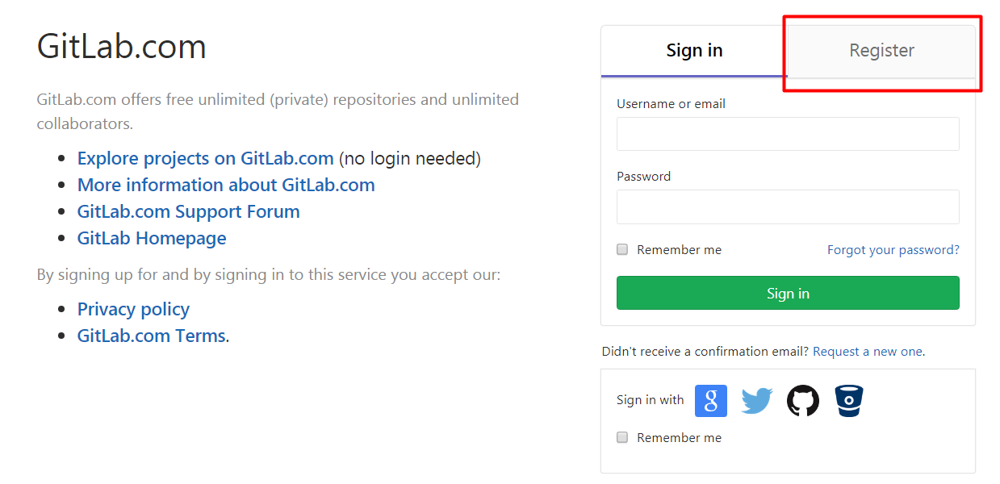 GitLab.com
GitLab.com offers free unlimited (private) repositories and unlimited
collaborators.
Explore projects on GitLab.com (no login needed)
More information about GitLab.com
GitLab.com Support Forum
GitLab Homepage
By signing up for and by signing in to this service you accept our:
Privacy policy
GitLab.com Terms.
Sign in
Register
Username or email
Password
Remember me
Forgot your password?
Sign in
Didn't receive a confirmation email? Request a new one.
Sign in with
Remember me